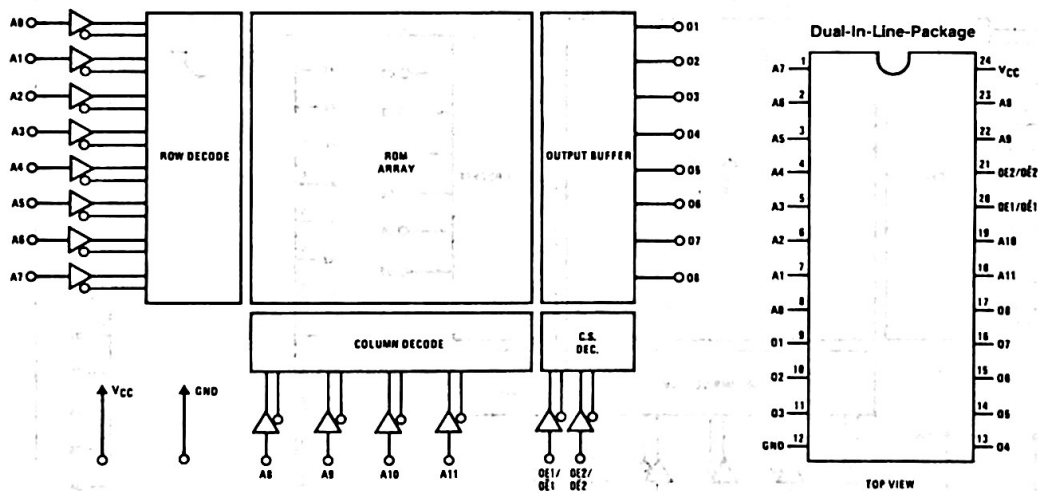 A0
A1
A2
A3
A4
A5
A6
A7
ROW DECODE
ROM
ARRAY
OUTPUT BUFFER
O1
O2
O3
O4
O5
O6
O7
O8
COLUMN DECODE
C.S.
DEC.
VCC
GND
A8
A9
A10
A11
OE1/
O̅E̅1
OE2/
O̅E̅2
Dual-In-Line-Package
A7 1
24 VCC
A6 2
23 A8
A5 3
22 A9
A4 4
21 OE2/O̅E̅2
A3 5
20 OE1/O̅E̅1
A2 6
19 A10
A1 7
18 A11
A0 8
17 O8
O1 9
16 O7
O2 10
15 O6
O3 11
14 O5
GND 12
13 O4
TOP VIEW